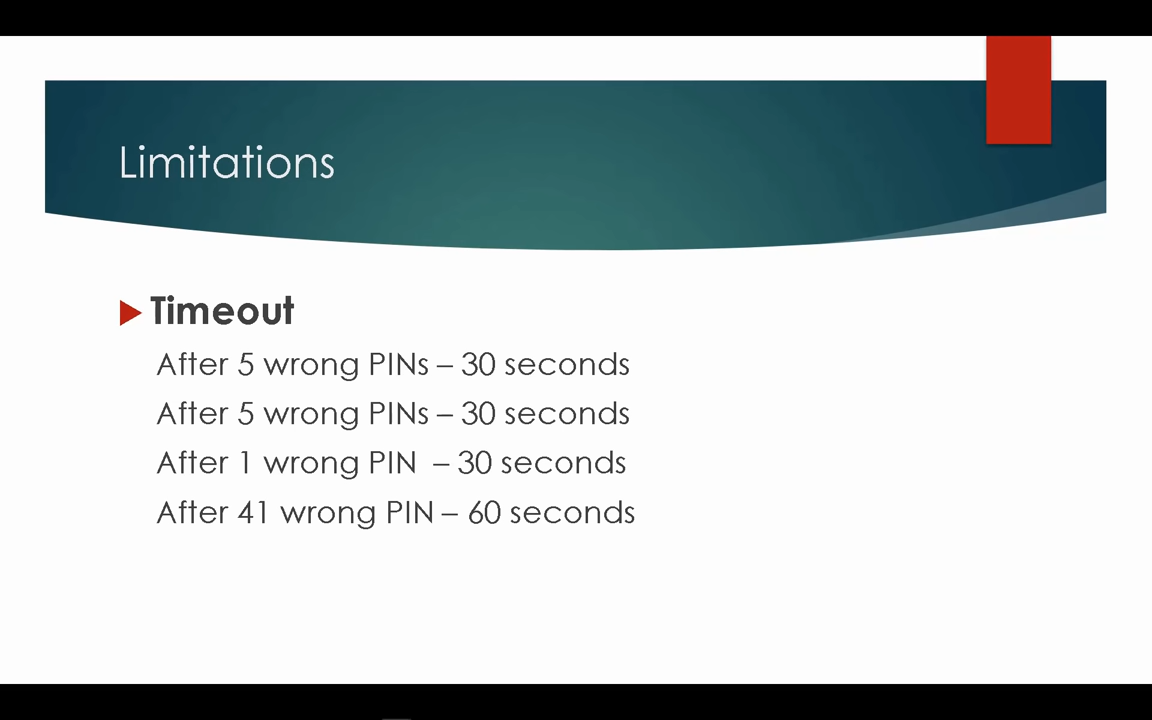 Limitations
Timeout
After 5 wrong PINs – 30 seconds
After 5 wrong PINs – 30 seconds
After 1 wrong PIN – 30 seconds
After 41 wrong PIN – 60 seconds